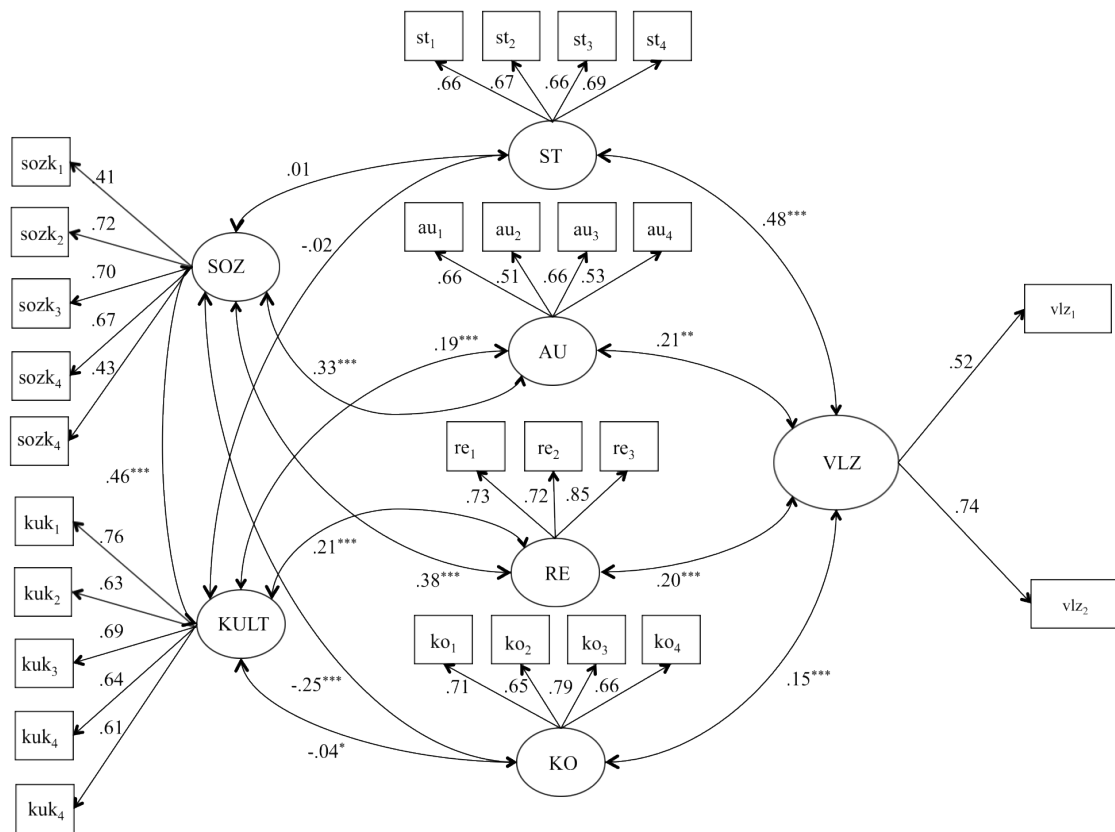 st₁ st₂ st₃ st₄
.66 .67 .66 .69
ST
sozk₁
.41
sozk₂
.72
sozk₃
.70
sozk₄
.67
sozk₄
.43
SOZ
.01
-.02
.48***
au₁ au₂ au₃ au₄
.66 .51 .66 .53
AU
.19***
.33***
.21**
vlz₁
.52
VLZ
.74
vlz₂
re₁ re₂ re₃
.73 .72 .85
RE
.46***
.21***
.38***
.20***
kuk₁
.76
kuk₂
.63
kuk₃
.69
kuk₄
.64
kuk₄
.61
KULT
ko₁ ko₂ ko₃ ko₄
.71 .65 .79 .66
KO
-.25***
-.04*
.15***